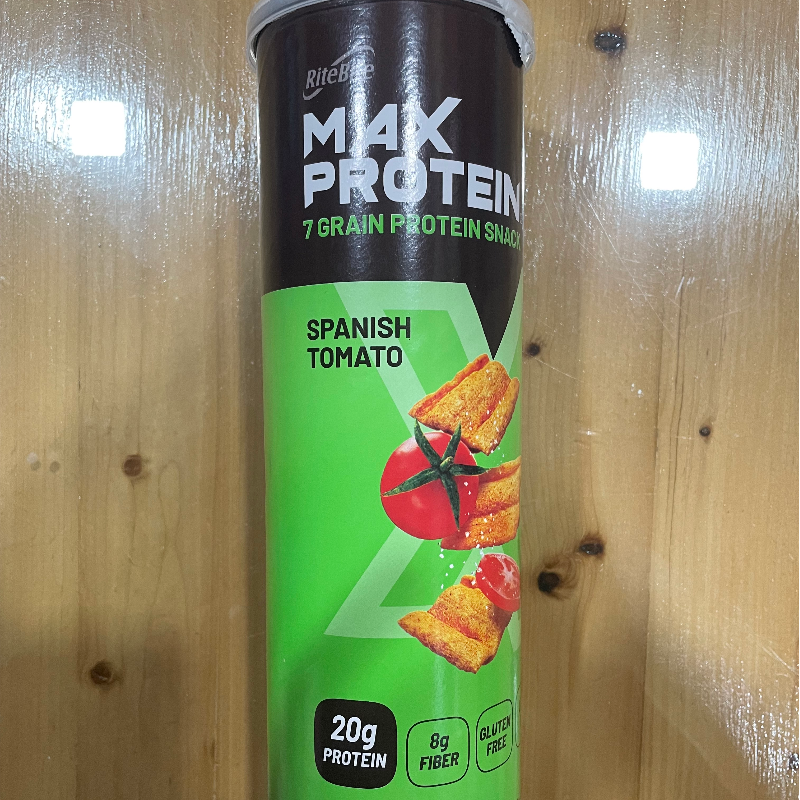 RiteBite
MAX
PROTEIN
7 GRAIN PROTEIN SNACK
SPANISH
TOMATO
20g
PROTEIN
8g
FIBER
GLUTEN
FREE